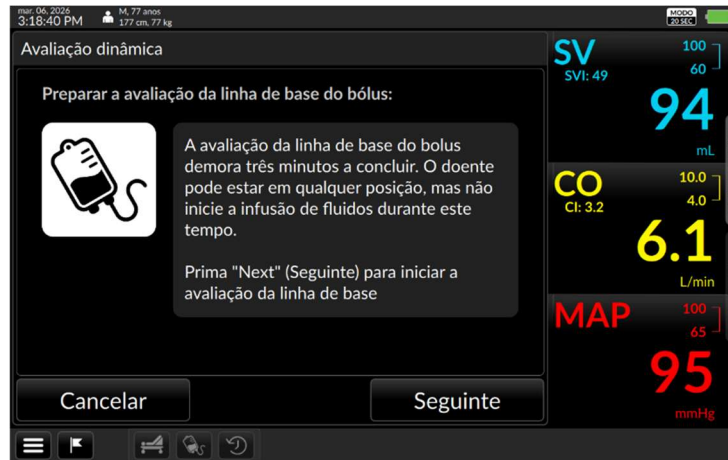 mar. 06, 2026
3:18:40 PM
M, 77 anos
177 cm, 77 kg
MODO
20 SEC
Avaliação dinâmica
Preparar a avaliação da linha de base do bólus:
A avaliação da linha de base do bolus
demora três minutos a concluir. O doente
pode estar em qualquer posição, mas não
inicie a infusão de fluidos durante este
tempo.
Prima "Next" (Seguinte) para iniciar a
avaliação da linha de base
Cancelar
Seguinte
SV
SVI: 49
100
60
94
mL
CO
CI: 3.2
10.0
4.0
6.1
L/min
MAP
100
65
95
mmHg